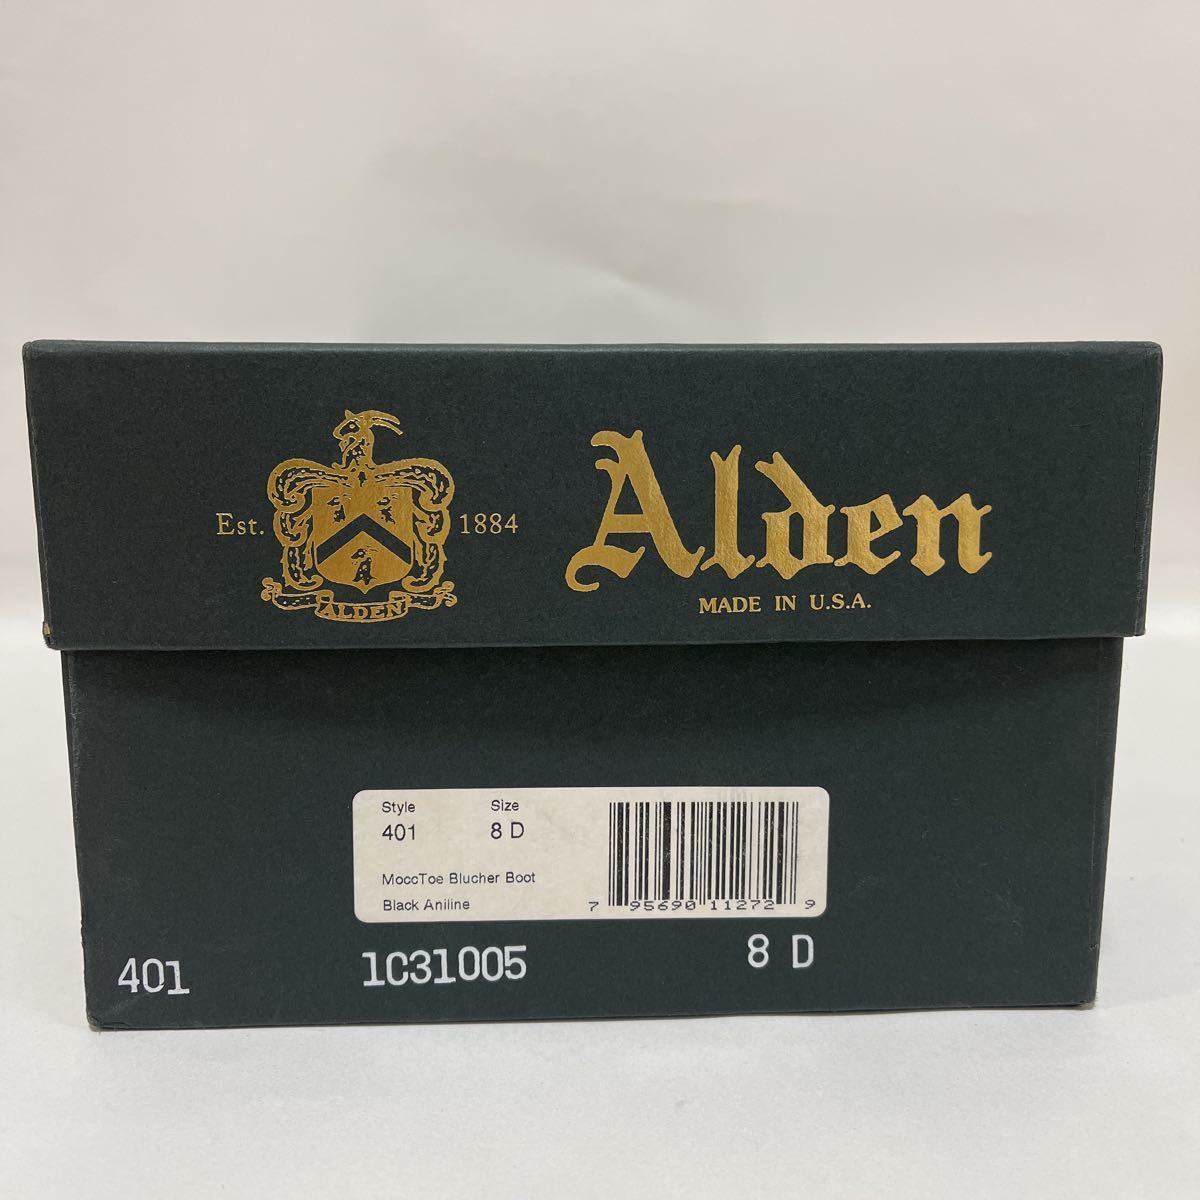 Est. 1884
ALDEN
Alden
MADE IN U.S.A.
Style Size
401 8 D
MoccToe Blucher Boot
Black Aniline
7 95690 11272 9
401 1C31005 8 D